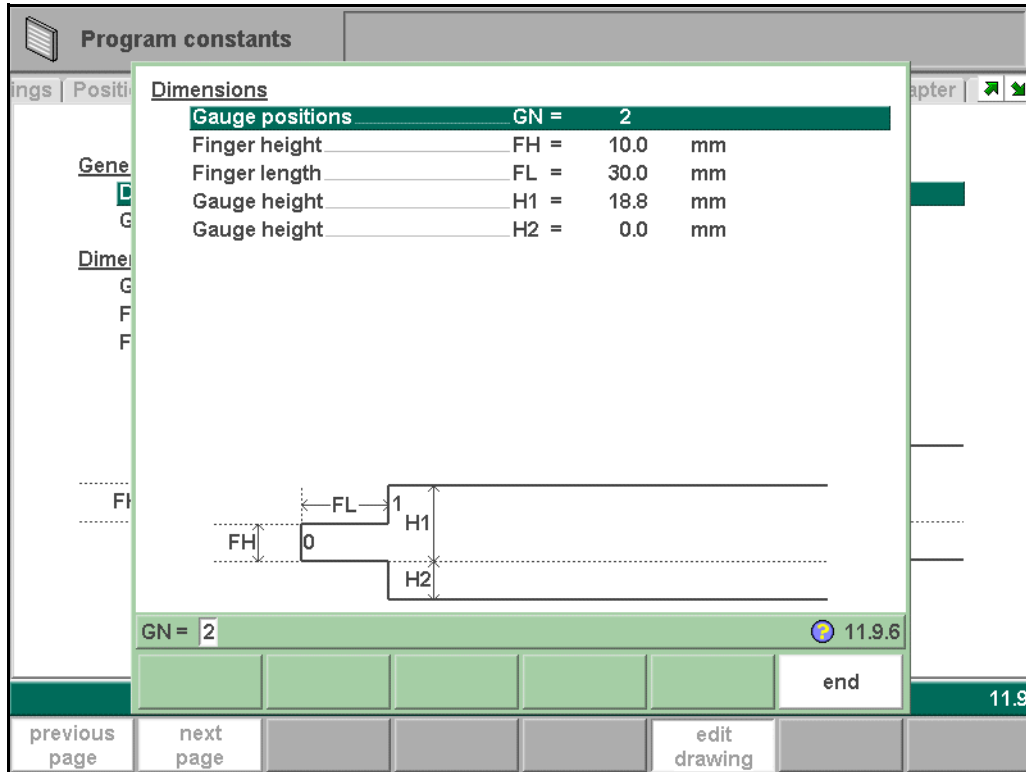 Program constants
ings | Positi
apter |
Dimensions
Gauge positions GN = 2
Finger height FH = 10.0 mm
Finger length FL = 30.0 mm
Gauge height H1 = 18.8 mm
Gauge height H2 = 0.0 mm
Gene
D
G
Dimei
G
F
F
FH
FL
1
H1
FH
0
H2
GN = 2
? 11.9.6
end
11.9
previous page
next page
edit drawing